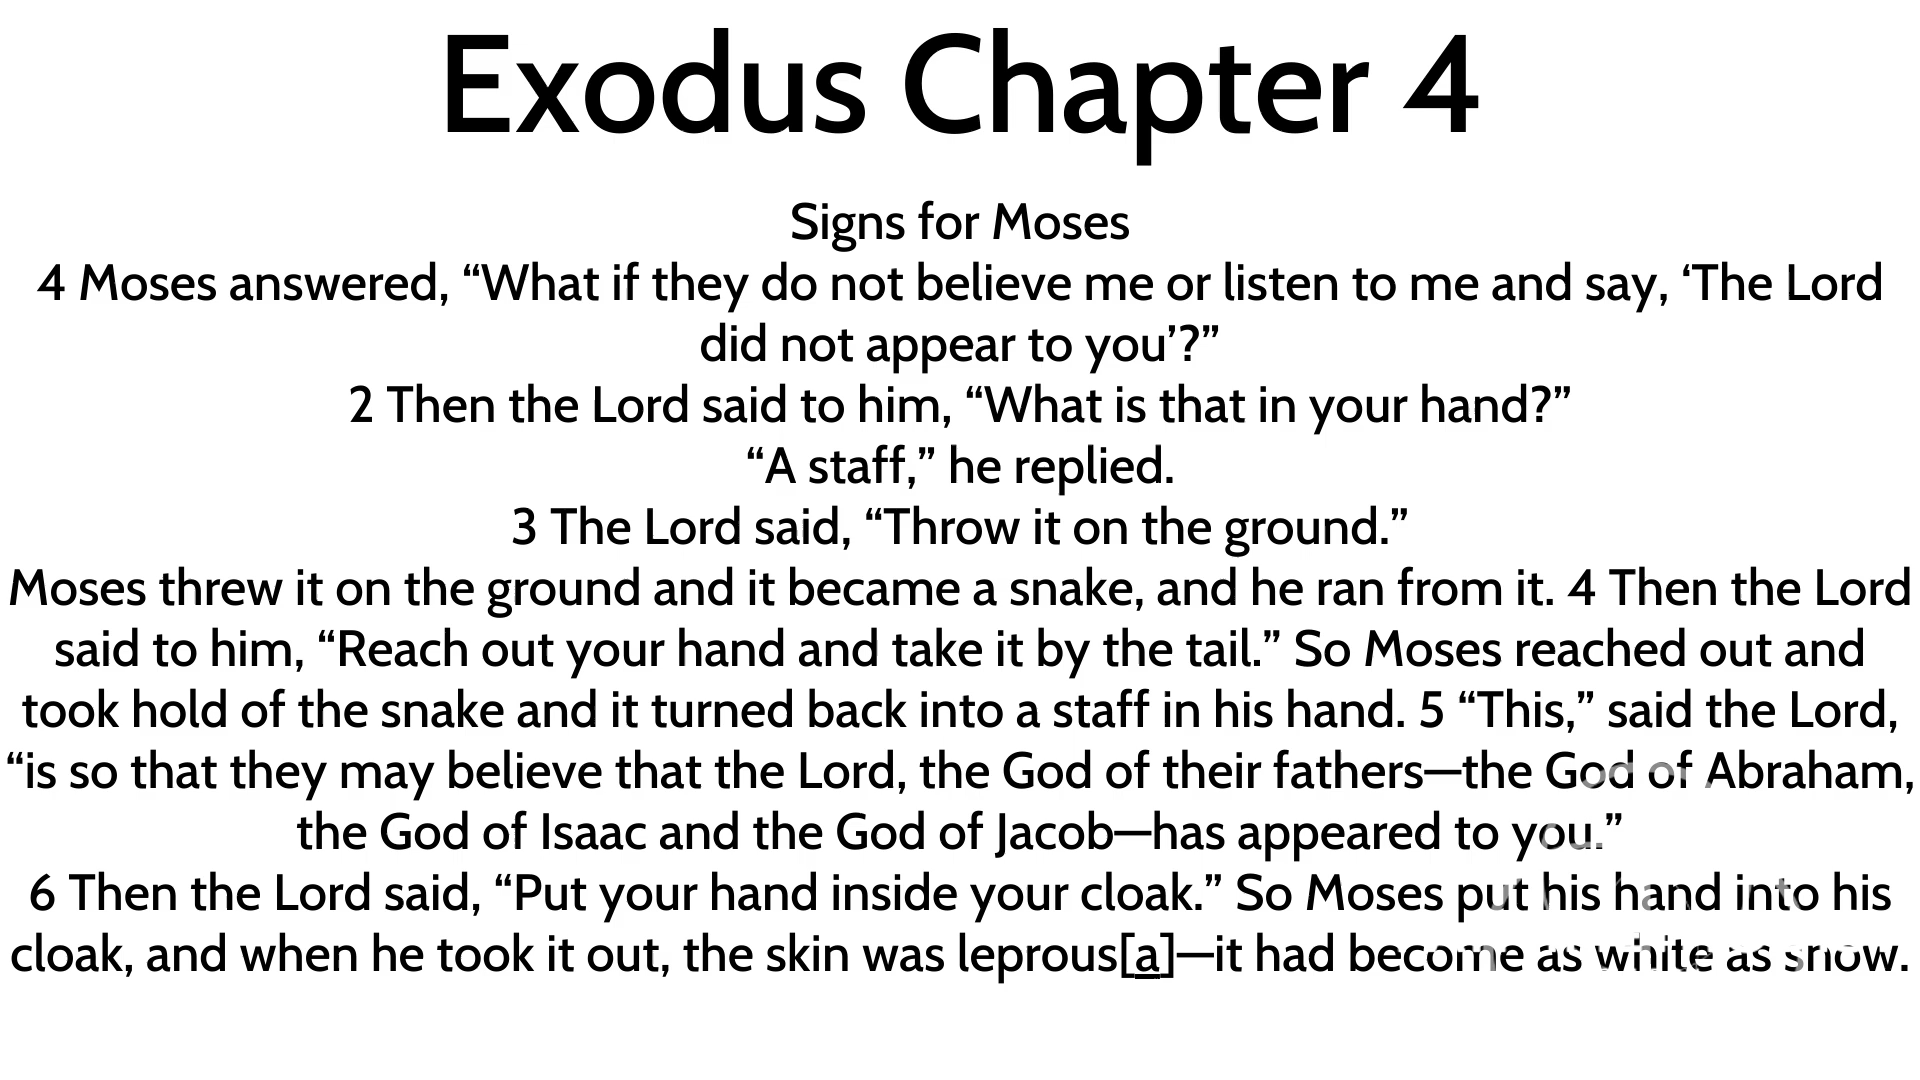 Exodus Chapter 4
Signs for Moses
4 Moses answered, “What if they do not believe me or listen to me and say, ‘The Lord
did not appear to you’?”
2 Then the Lord said to him, “What is that in your hand?”
“A staff,” he replied.
3 The Lord said, “Throw it on the ground.”
Moses threw it on the ground and it became a snake, and he ran from it. 4 Then the Lord
said to him, “Reach out your hand and take it by the tail.” So Moses reached out and
took hold of the snake and it turned back into a staff in his hand. 5 “This,” said the Lord,
“is so that they may believe that the Lord, the God of their fathers—the God of Abraham,
the God of Isaac and the God of Jacob—has appeared to you.”
6 Then the Lord said, “Put your hand inside your cloak.” So Moses put his hand into his
cloak, and when he took it out, the skin was leprous[a]—it had become as white as snow.